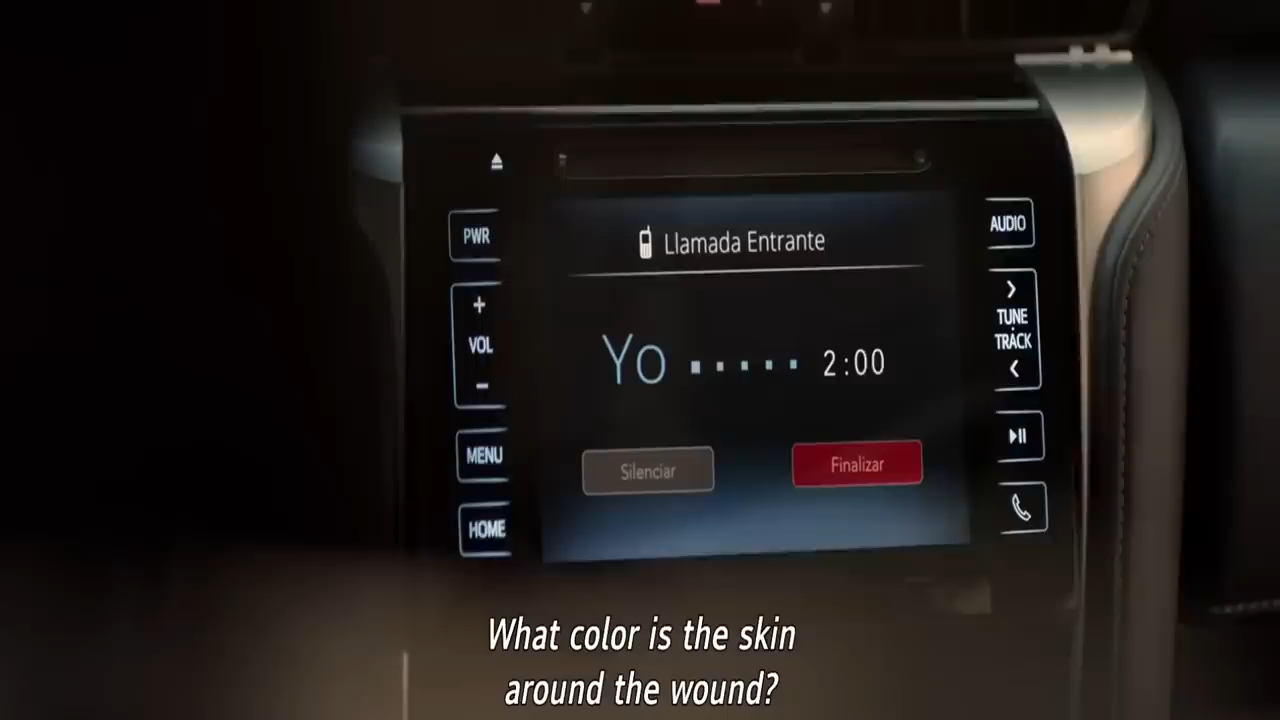 PWR
+
VOL
-
MENU
HOME
Llamada Entrante
Yo ..... 2:00
Silenciar
Finalizar
AUDIO
>
TUNE
TRACK
<
What color is the skin
around the wound?